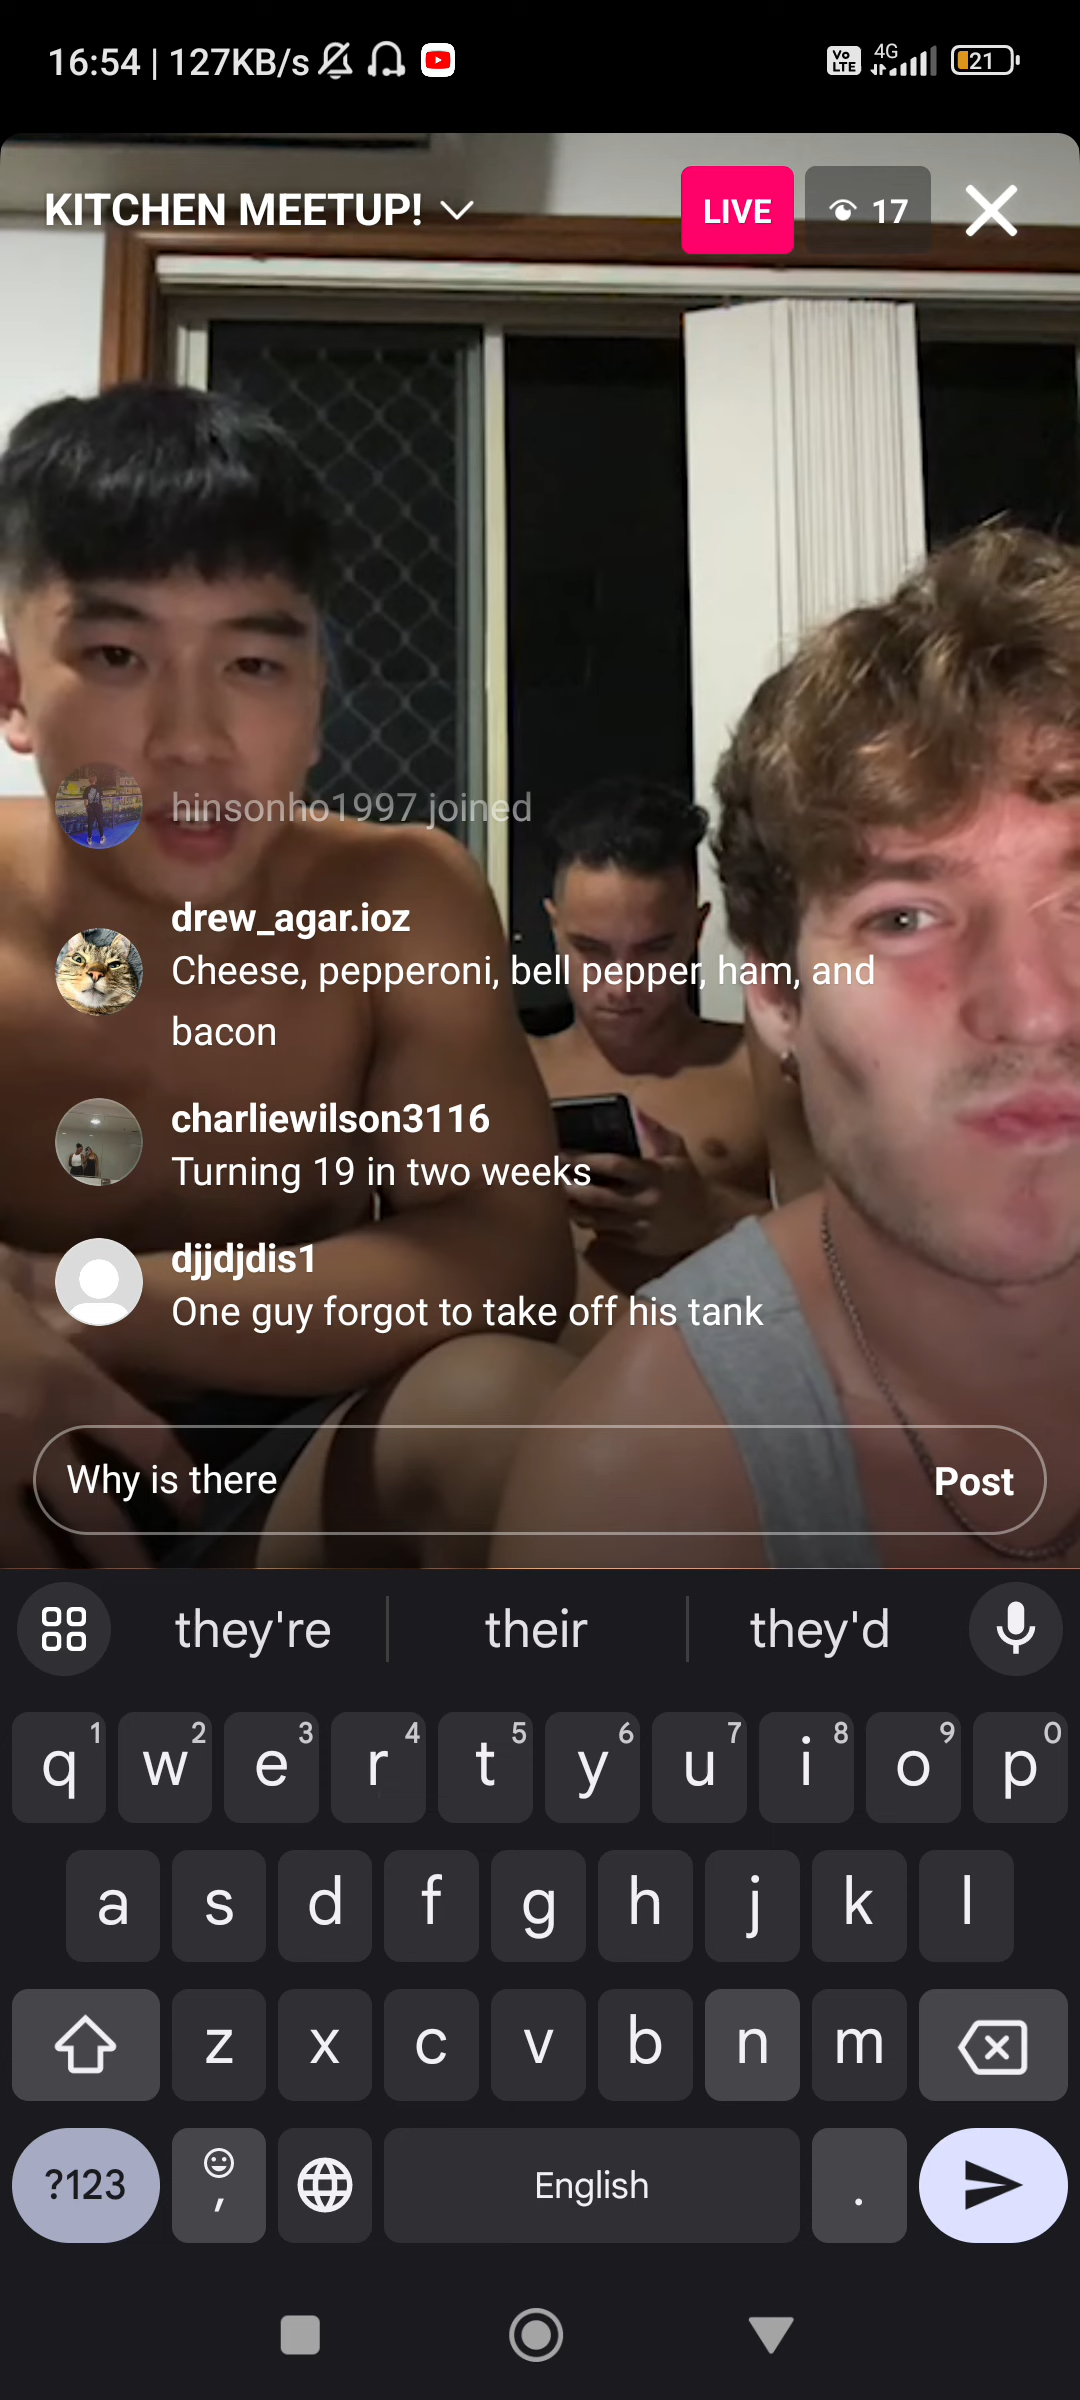 16:54 | 127KB/s
Vo LTE 4G 21
KITCHEN MEETUP! LIVE 17
hinsonho1997 joined
drew_agar.ioz
Cheese, pepperoni, bell pepper, ham, and
bacon
charliewilson3116
Turning 19 in two weeks
djjdjdis1
One guy forgot to take off his tank
Why is there Post
they're their they'd
1 2 3 4 5 6 7 8 9 0
q w e r t y u i o p
a s d f g h j k l
z x c v b n m
?123 , English .